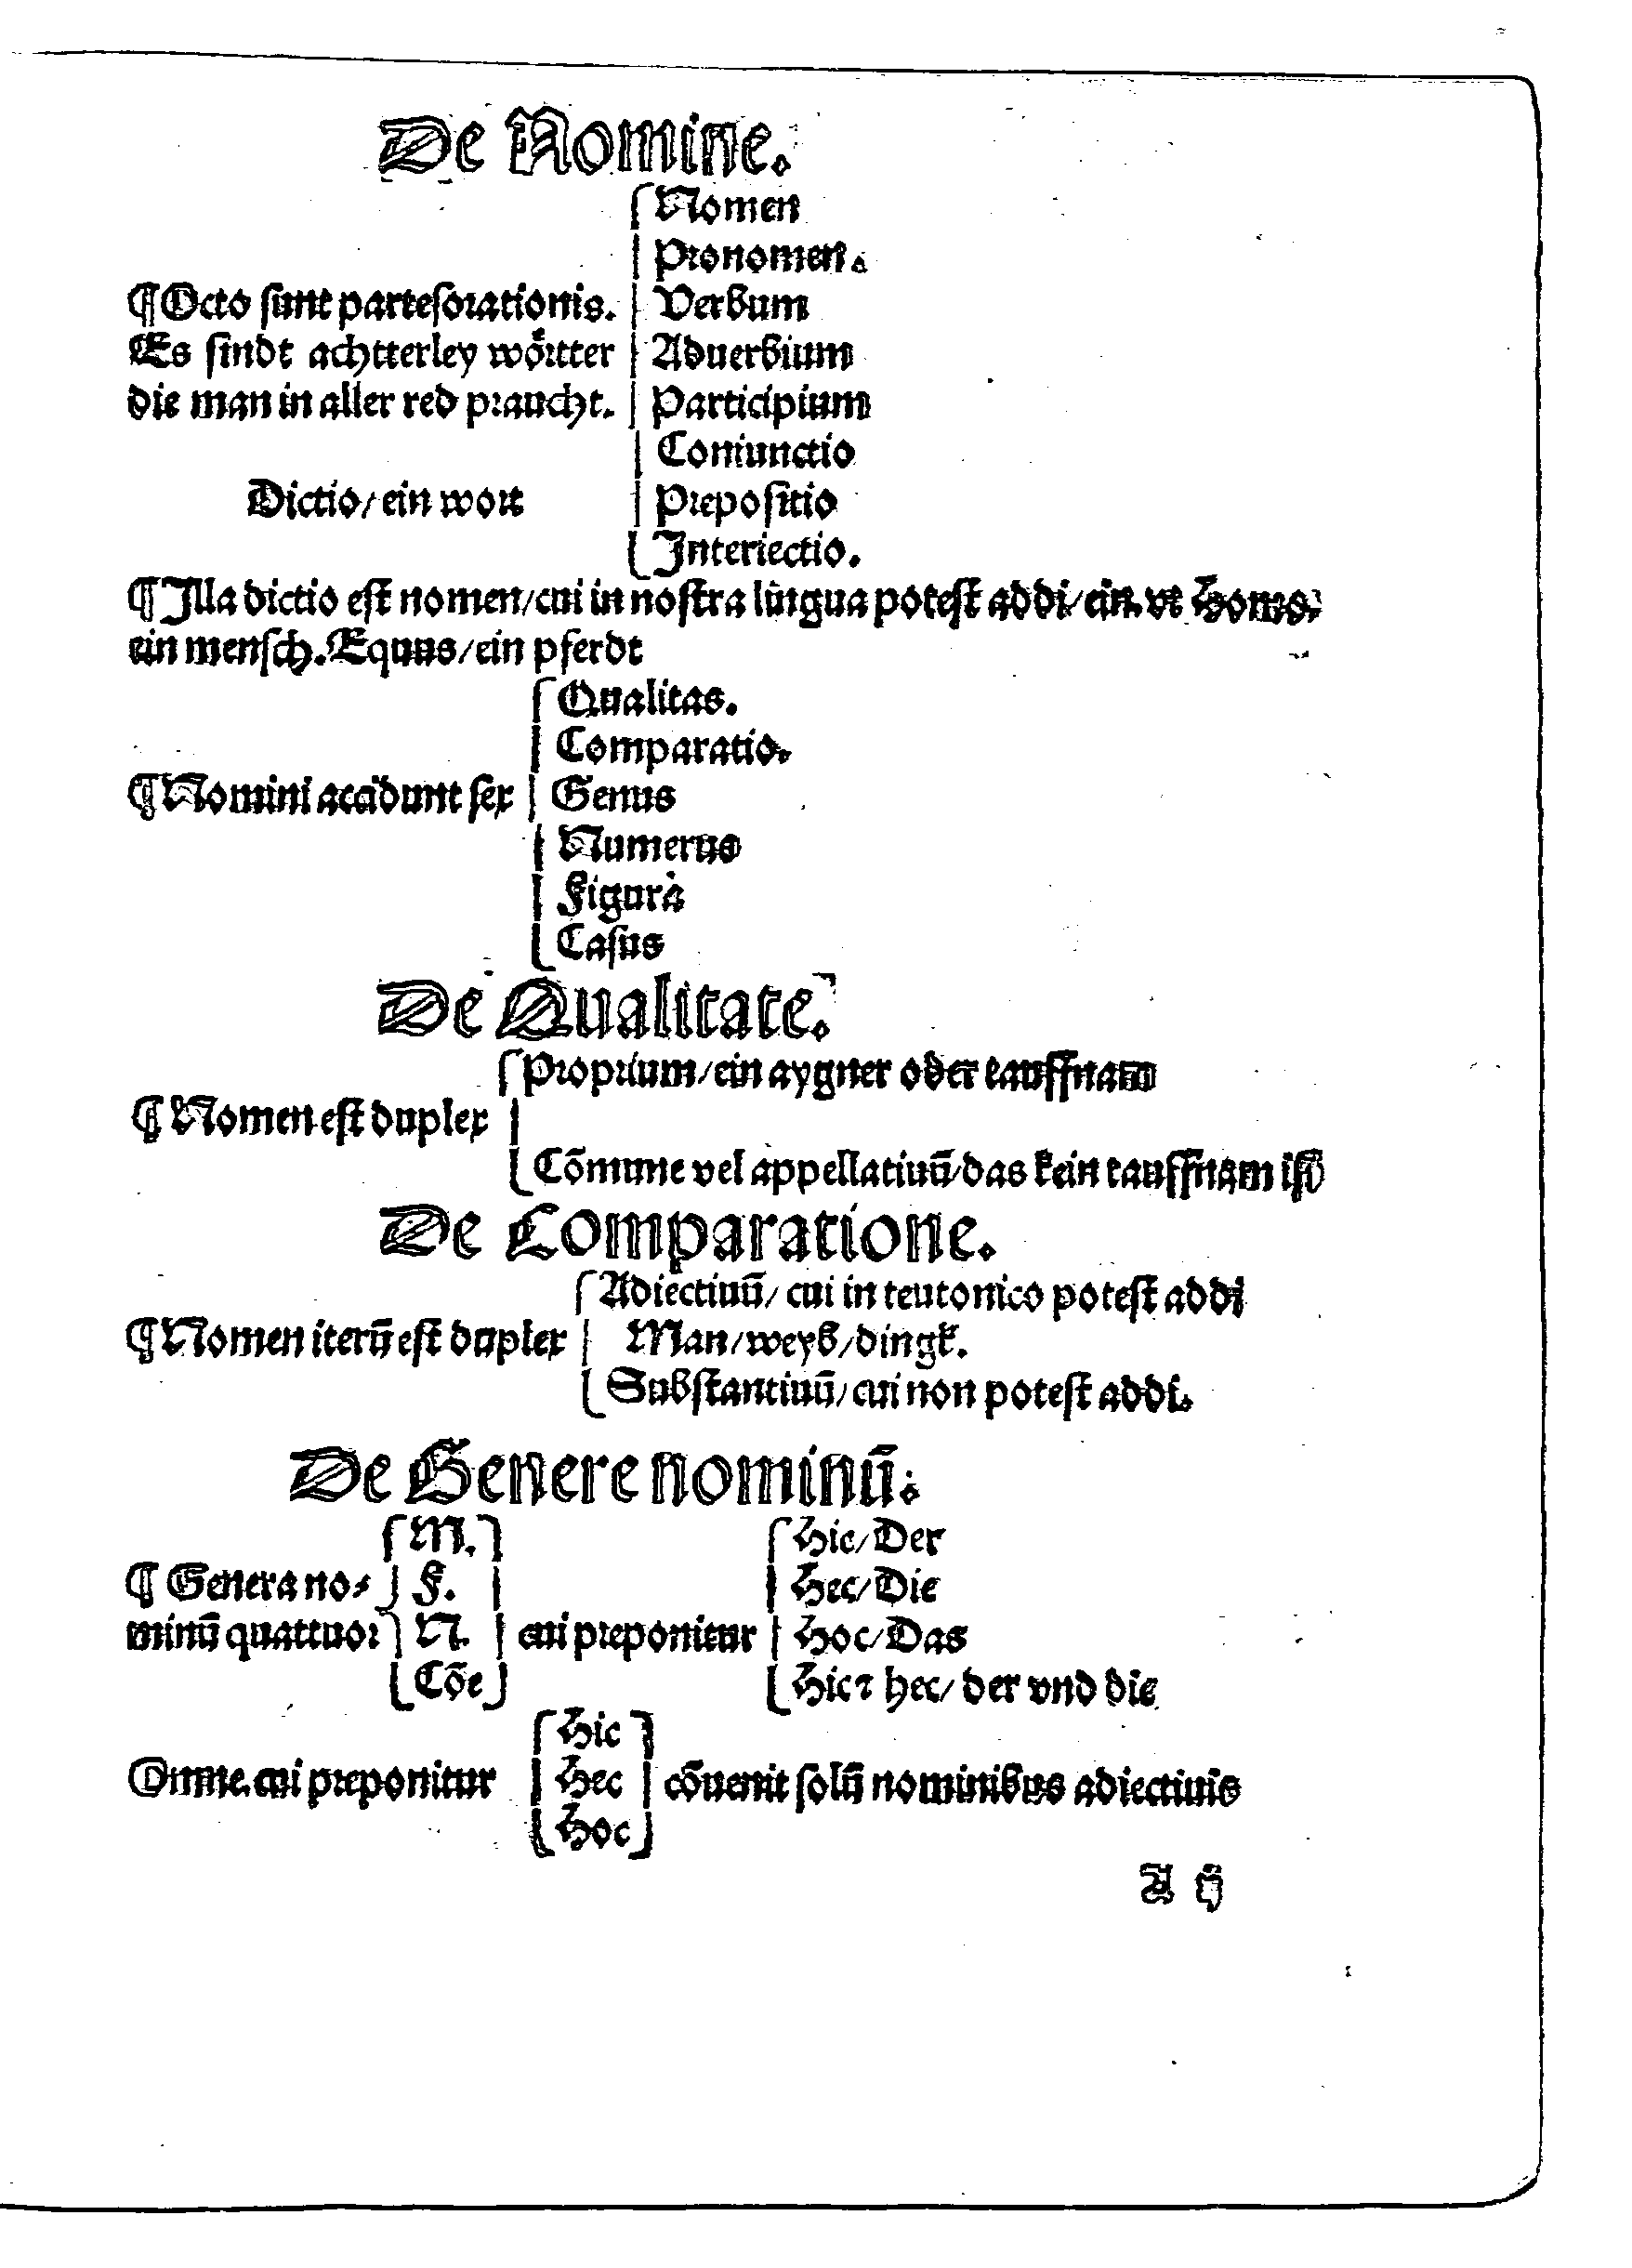 De Nomine.
Nomen
Pronomen.
¶ Octo ſunt parteſorationis. Verbum
Es ſindt achtterley woͤrtter Aduerbium
die man in aller red praucht. Participium
Coniunctio
Dictio/ ein wort Prepoſitio
Interiectio.
¶ Illa dictio eſt nomen/ cui in noſtra lingua poteſt addi/ ein. vt Homo.
ein menſch. Equus/ ein pferdt
Qualitas.
Comparatio.
¶ Nomini accidunt ſex Genus
Numerus
Figura
Caſus
De Qualitate.
Proprium/ ein aygner oder tauffnam
¶ Nomen eſt duplex
Cōmune vel appellatiuū/ das kein tauffnam iſt
De Comparatione.
Adiectiuū/ cui in teutonico poteſt addi
¶ Nomen iterū eſt duplex Man/ weyb/ dingk.
Subſtantiuū/ cui non poteſt addi.
De Genere nominū.
M. Hic/ Der
¶ Genera no⸗ F. Hec/ Die
minū quattuor N. cui preponitur Hoc/ Das
Cōe Hic ⁊ hec/ der vnd die
Hic
Omne. cui preponitur Hec cōuenit ſolū nominibus adiectiuis
Hoc
A ij